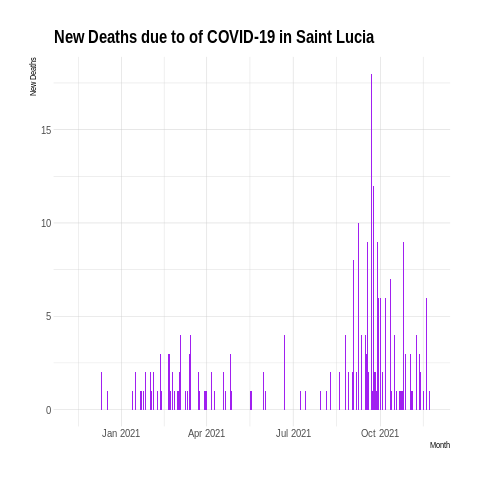 New Deaths due to of COVID-19 in Saint Lucia
New Deaths
15
10
5
0
Jan 2021 Apr 2021 Jul 2021 Oct 2021
Month